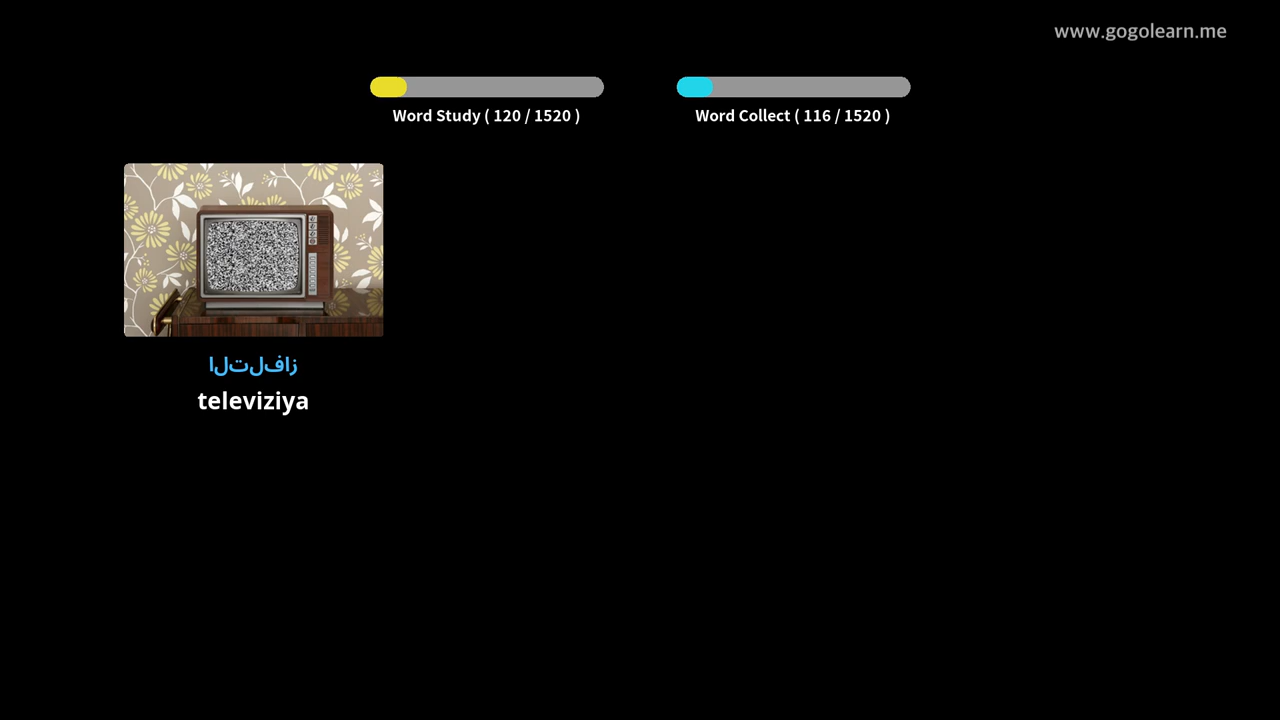 www.gogolearn.me
Word Study ( 120 / 1520 )
Word Collect ( 116 / 1520 )
التلفاز
televiziya